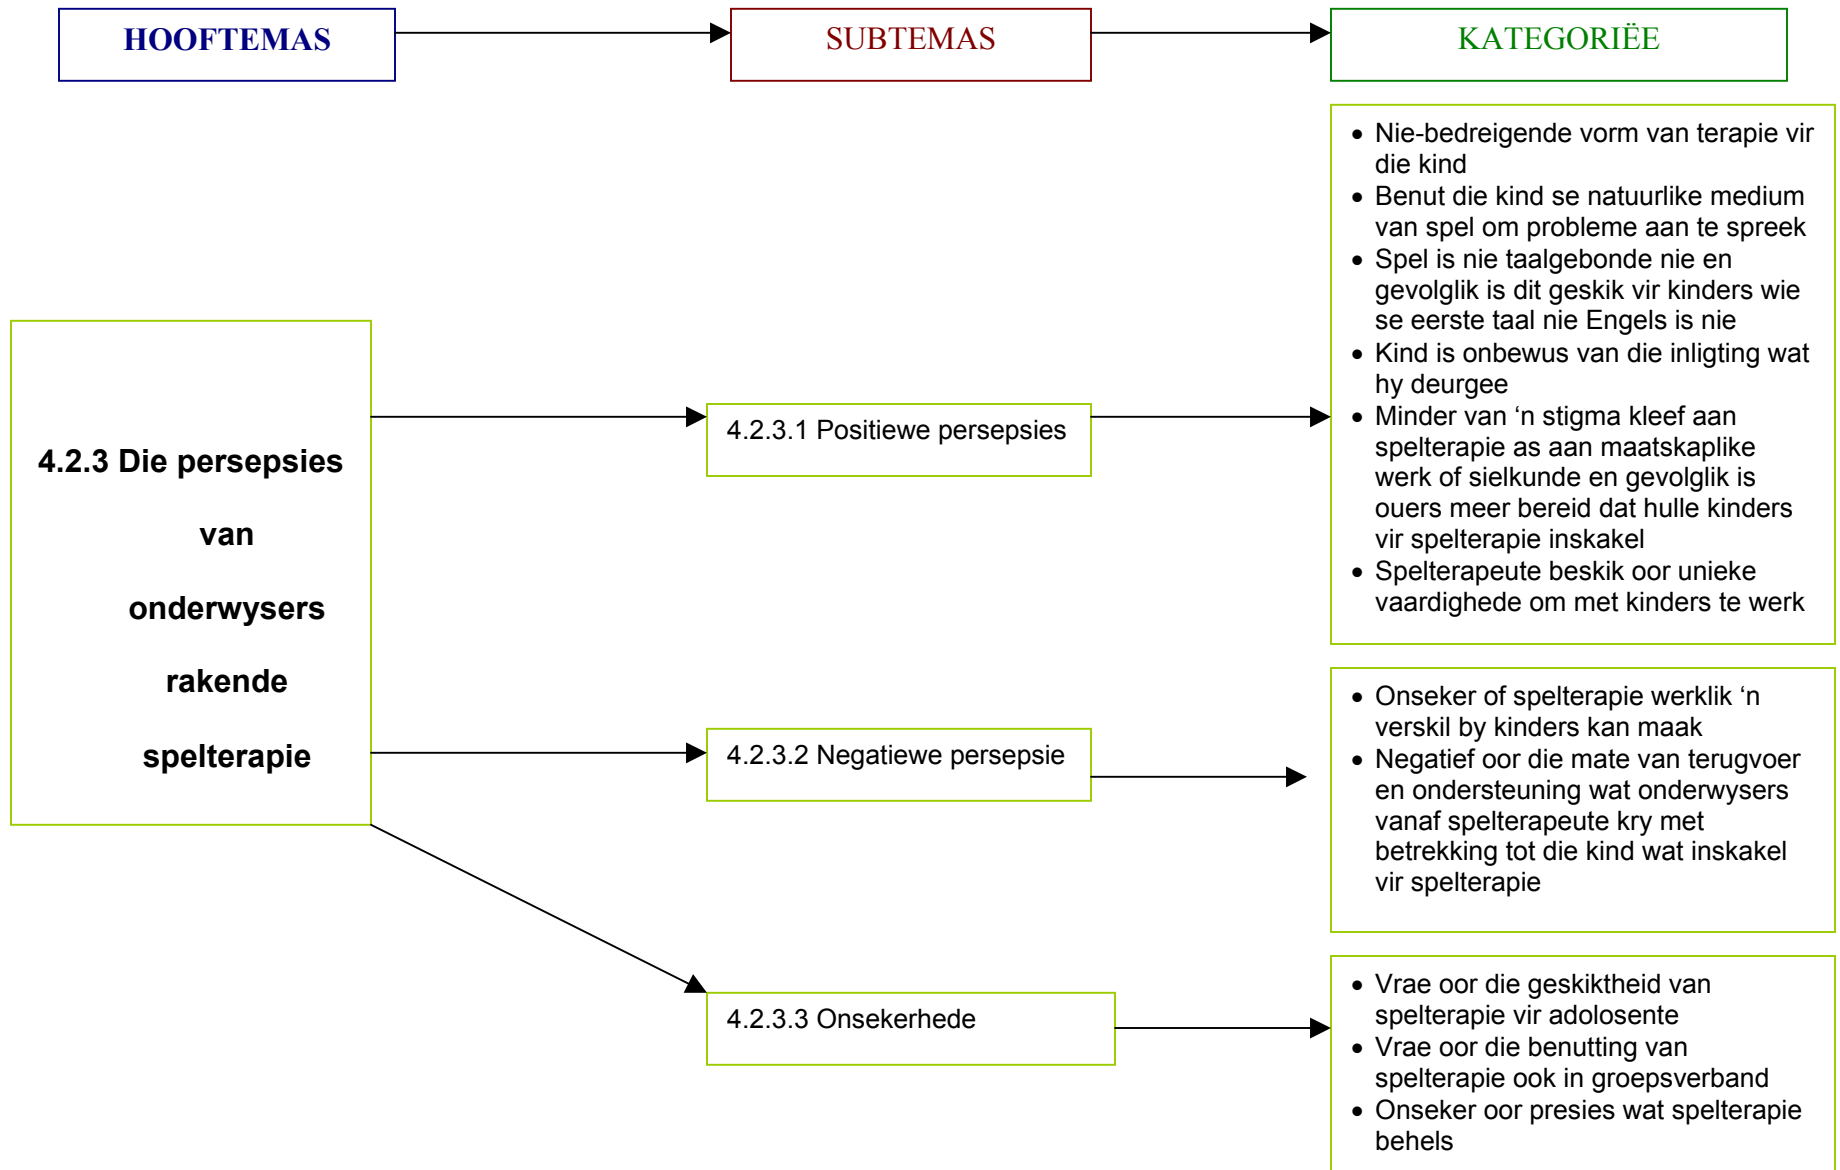 HOOFTEMAS
SUBTEMAS
KATEGORIËE
4.2.3 Die persepsies
van
onderwysers
rakende
spelterapie
4.2.3.1 Positiewe persepsies
• Nie-bedreigende vorm van terapie vir
die kind
• Benut die kind se natuurlike medium
van spel om probleme aan te spreek
• Spel is nie taalgebonde nie en
gevolglik is dit geskik vir kinders wie
se eerste taal nie Engels is nie
• Kind is onbewus van die inligting wat
hy deurgee
• Minder van ‘n stigma kleef aan
spelterapie as aan maatskaplike
werk of sielkunde en gevolglik is
ouers meer bereid dat hulle kinders
vir spelterapie inskakel
• Spelterapeute beskik oor unieke
vaardighede om met kinders te werk
4.2.3.2 Negatiewe persepsie
• Onseker of spelterapie werklik ‘n
verskil by kinders kan maak
• Negatief oor die mate van terugvoer
en ondersteuning wat onderwysers
vanaf spelterapeute kry met
betrekking tot die kind wat inskakel
vir spelterapie
4.2.3.3 Onsekerhede
• Vrae oor die geskiktheid van
spelterapie vir adolosente
• Vrae oor die benutting van
spelterapie ook in groepsverband
• Onseker oor presies wat spelterapie
behels